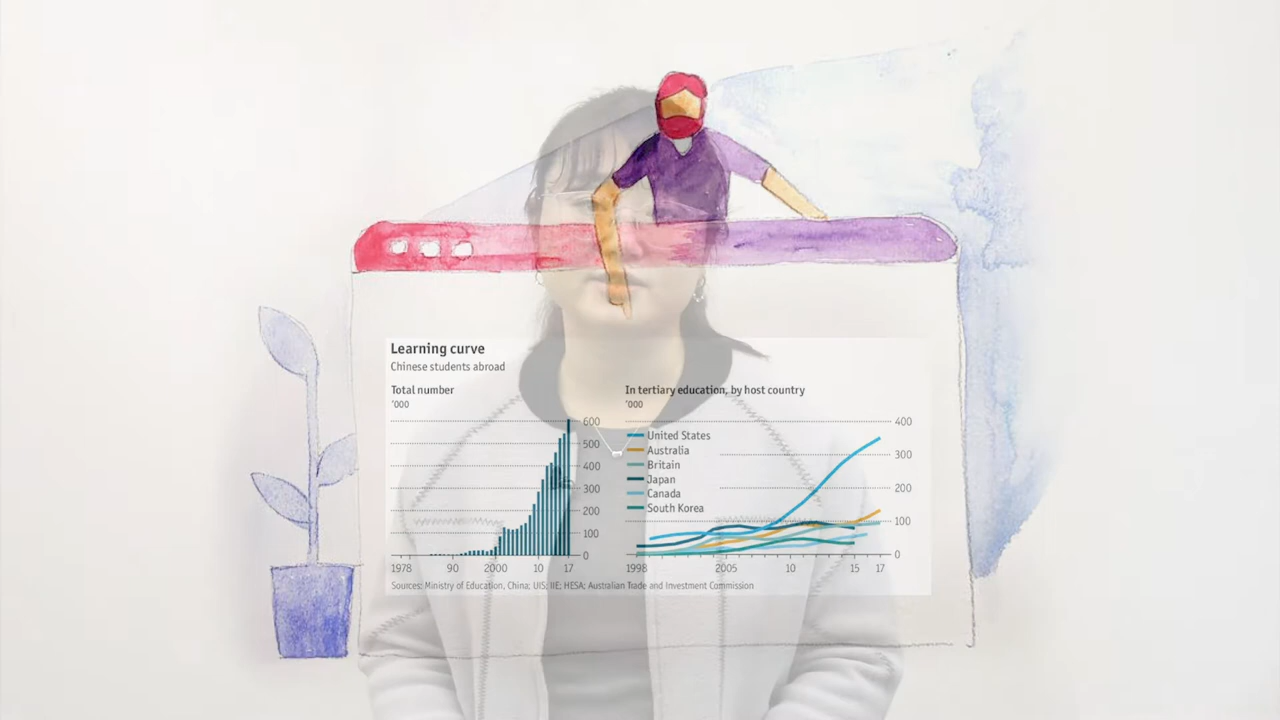 Learning curve
Chinese students abroad
Total number
'000
600
500
400
300
200
100
0
1978 90 2000 10 17
In tertiary education, by host country
'000
400
300
200
100
0
United States
Australia
Britain
Japan
Canada
South Korea
1998 2005 10 15 17
Sources: Ministry of Education, China; UIS; IIE; HESA; Australian Trade and Investment Commission